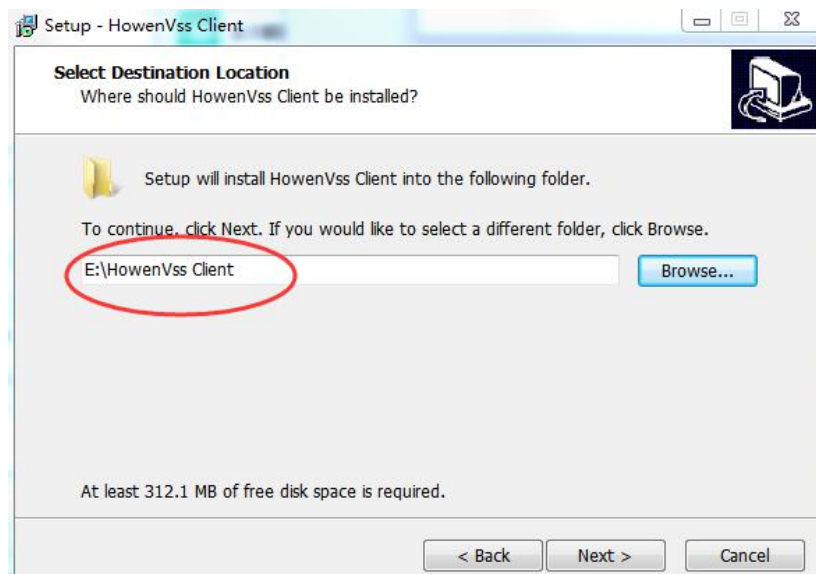 Setup - HowenVss Client
Select Destination Location
Where should HowenVss Client be installed?
Setup will install HowenVss Client into the following folder.
To continue, click Next. If you would like to select a different folder, click Browse.
E:\HowenVss Client
Browse...
At least 312.1 MB of free disk space is required.
< Back
Next >
Cancel